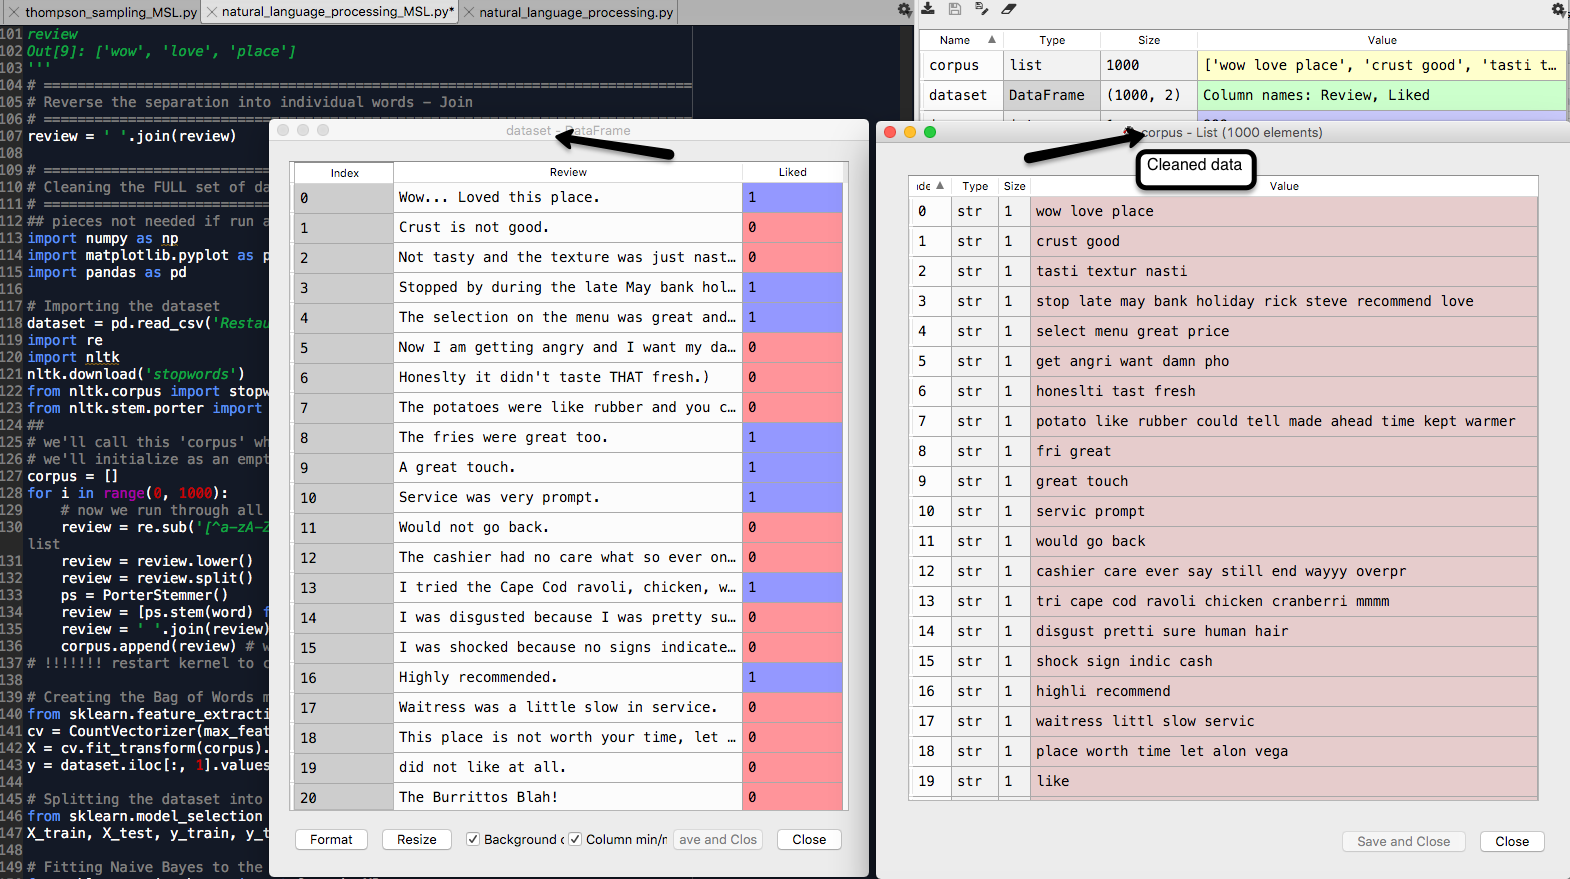 thompson_sampling_MSL.py
natural_language_processing_MSL.py*
natural_language_processing.py
101 review
102 Out[9]: ['wow', 'love', 'place']
103 '''
104 # =============================================================================
105 # Reverse the separation into individual words – Join
106 # ===========================
107 review = ' '.join(review)
108
109 # ===========================
110 # Cleaning the FULL set of da
111 # ===========================
112 ## pieces not needed if run a
113 import numpy as np
114 import matplotlib.pyplot as p
115 import pandas as pd
116
117 # Importing the dataset
118 dataset = pd.read_csv('Restau
119 import re
120 import nltk
121 nltk.download('stopwords')
122 from nltk.corpus import stopw
123 from nltk.stem.porter import
124 ##
125 # we'll call this 'corpus' wh
126 # we'll initialize as an empt
127 corpus = []
128 for i in range(0, 1000):
129 # now we run through all
130 review = re.sub('[^a-zA-Z
list
131 review = review.lower()
132 review = review.split()
133 ps = PorterStemmer()
134 review = [ps.stem(word) f
135 review = ' '.join(review)
136 corpus.append(review) # w
137 # !!!!!!! restart kernel to c
138
139 # Creating the Bag of Words m
140 from sklearn.feature_extracti
141 cv = CountVectorizer(max_feat
142 X = cv.fit_transform(corpus).
143 y = dataset.iloc[:, 1].values
144
145 # Splitting the dataset into
146 from sklearn.model_selection
147 X_train, X_test, y_train, y_t
148
149 # Fitting Naive Bayes to the
Name Type Size Value
corpus list 1000 ['wow love place', 'crust good', 'tasti t…
dataset DataFrame (1000, 2) Column names: Review, Liked
dataset - DataFrame
Index Review Liked
0 Wow... Loved this place. 1
1 Crust is not good. 0
2 Not tasty and the texture was just nast… 0
3 Stopped by during the late May bank hol… 1
4 The selection on the menu was great and… 1
5 Now I am getting angry and I want my da… 0
6 Honeslty it didn't taste THAT fresh.) 0
7 The potatoes were like rubber and you c… 0
8 The fries were great too. 1
9 A great touch. 1
10 Service was very prompt. 1
11 Would not go back. 0
12 The cashier had no care what so ever on… 0
13 I tried the Cape Cod ravoli, chicken, w… 1
14 I was disgusted because I was pretty su… 0
15 I was shocked because no signs indicate… 0
16 Highly recommended. 1
17 Waitress was a little slow in service. 0
18 This place is not worth your time, let … 0
19 did not like at all. 0
20 The Burrittos Blah! 0
Format Resize Background c Column min/r ave and Clos Close
corpus - List (1000 elements)
Cleaned data
ıde Type Size Value
0 str 1 wow love place
1 str 1 crust good
2 str 1 tasti textur nasti
3 str 1 stop late may bank holiday rick steve recommend love
4 str 1 select menu great price
5 str 1 get angri want damn pho
6 str 1 honeslti tast fresh
7 str 1 potato like rubber could tell made ahead time kept warmer
8 str 1 fri great
9 str 1 great touch
10 str 1 servic prompt
11 str 1 would go back
12 str 1 cashier care ever say still end wayyy overpr
13 str 1 tri cape cod ravoli chicken cranberri mmmm
14 str 1 disgust pretti sure human hair
15 str 1 shock sign indic cash
16 str 1 highli recommend
17 str 1 waitress littl slow servic
18 str 1 place worth time let alon vega
19 str 1 like
Save and Close Close